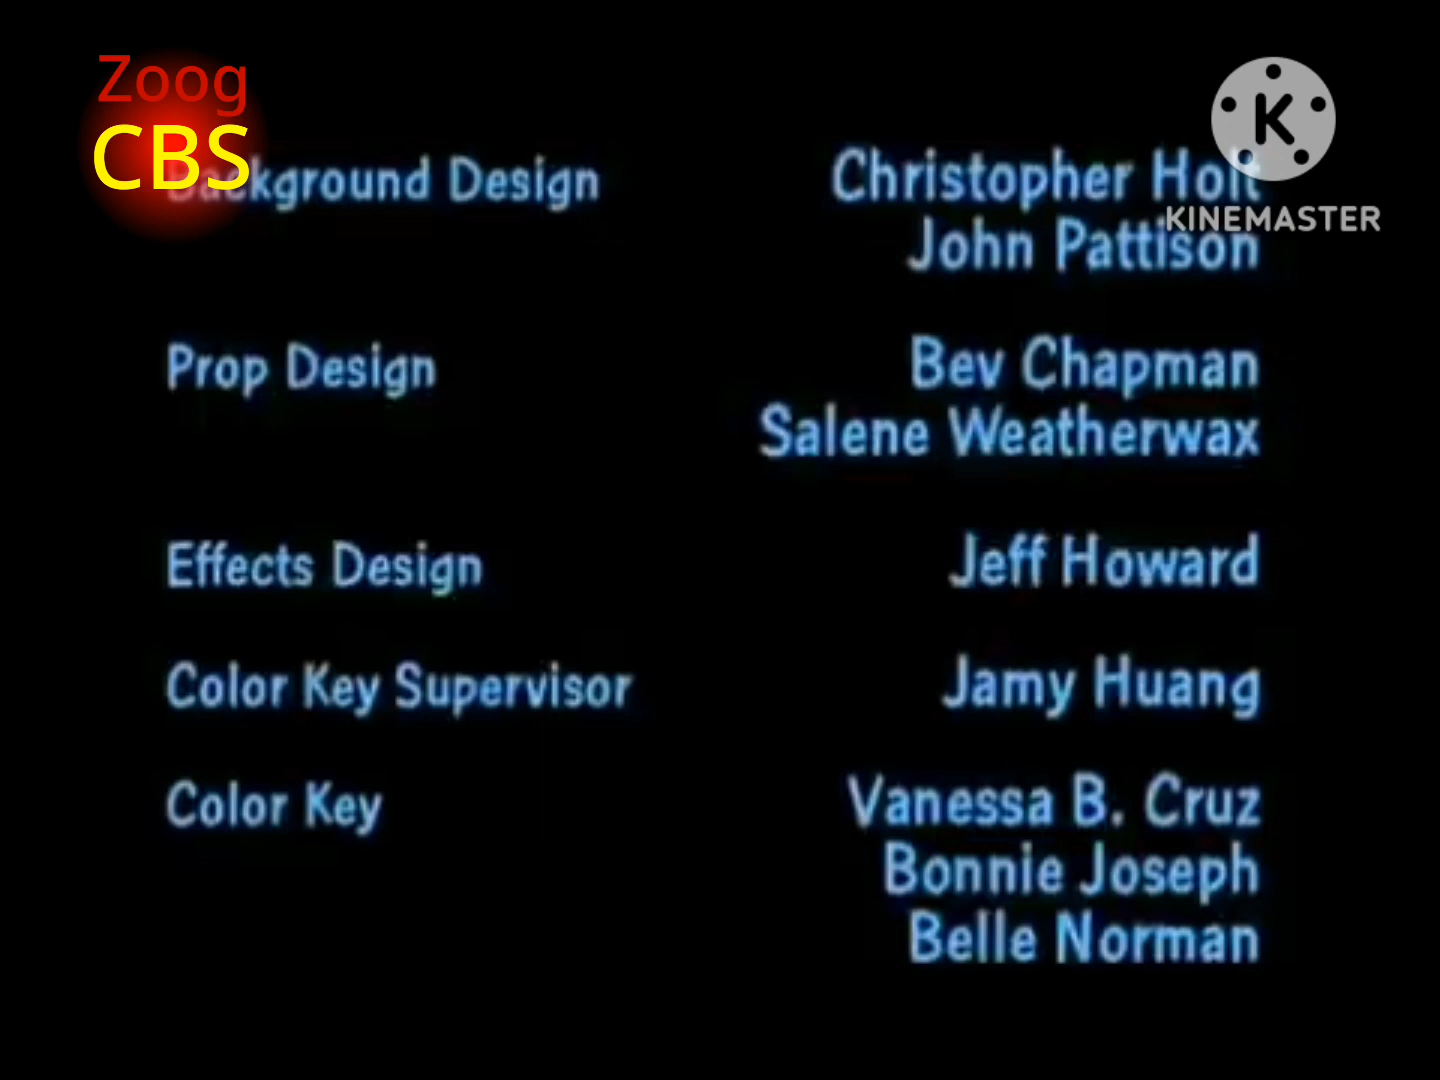 Zoog
CBS
K
KINEMASTER
Background Design Christopher Holt
John Pattison
Prop Design Bev Chapman
Salene Weatherwax
Effects Design Jeff Howard
Color Key Supervisor Jamy Huang
Color Key Vanessa B. Cruz
Bonnie Joseph
Belle Norman